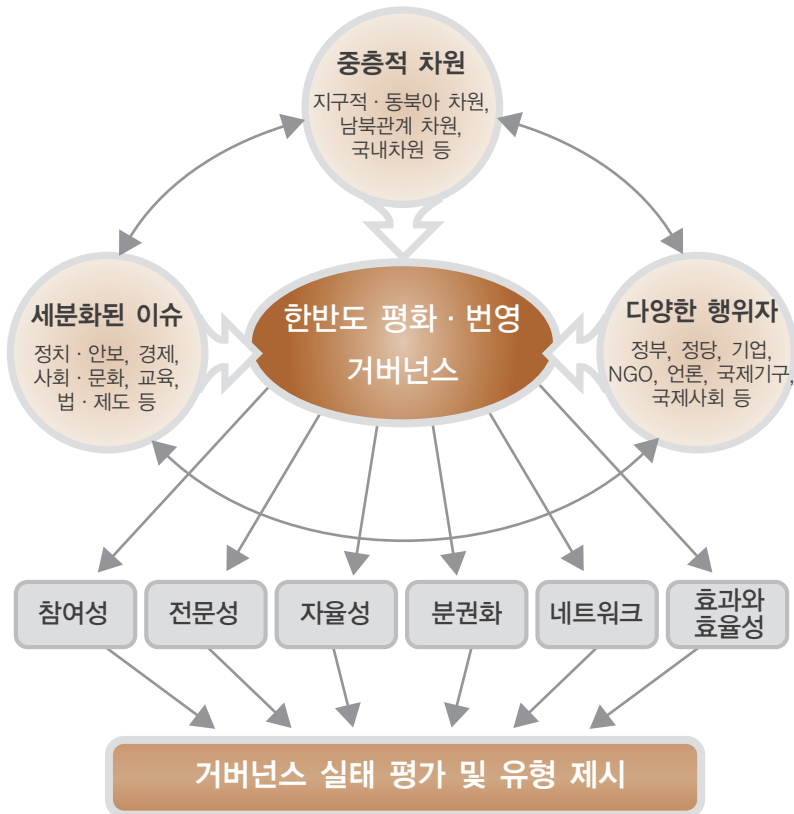 중층적 차원
지구적 · 동북아 차원,
남북관계 차원,
국내차원 등
세분화된 이슈
정치 · 안보, 경제,
사회 · 문화, 교육,
법 · 제도 등
한반도 평화 · 번영
거버넌스
다양한 행위자
정부, 정당, 기업,
NGO, 언론, 국제기구,
국제사회 등
참여성
전문성
자율성
분권화
네트워크
효과와
효율성
거버넌스 실태 평가 및 유형 제시